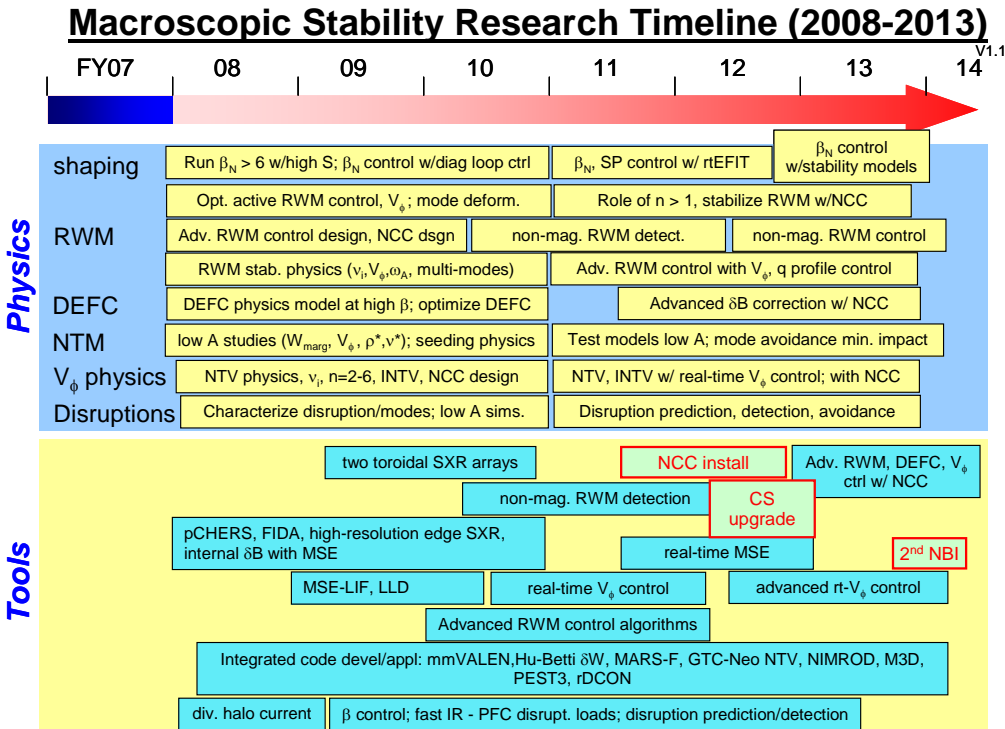 Macroscopic Stability Research Timeline (2008-2013)
V1.1
FY07 08 09 10 11 12 13 14
Physics
shaping
Run βN > 6 w/high S; βN control w/diag loop ctrl
βN, SP control w/ rtEFIT
βN control
w/stability models
Opt. active RWM control, Vϕ; mode deform.
Role of n > 1, stabilize RWM w/NCC
RWM
Adv. RWM control design, NCC dsgn
non-mag. RWM detect.
non-mag. RWM control
RWM stab. physics (νi,Vϕ,ωA, multi-modes)
Adv. RWM control with Vϕ, q profile control
DEFC
DEFC physics model at high β; optimize DEFC
Advanced δB correction w/ NCC
NTM
low A studies (Wmarg, Vϕ, ρ*,ν*); seeding physics
Test models low A; mode avoidance min. impact
Vϕ physics
NTV physics, νi, n=2-6, INTV, NCC design
NTV, INTV w/ real-time Vϕ control; with NCC
Disruptions
Characterize disruption/modes; low A sims.
Disruption prediction, detection, avoidance
Tools
two toroidal SXR arrays
NCC install
Adv. RWM, DEFC, Vϕ
ctrl w/ NCC
non-mag. RWM detection
CS
upgrade
pCHERS, FIDA, high-resolution edge SXR,
internal δB with MSE
real-time MSE
2nd NBI
MSE-LIF, LLD
real-time Vϕ control
advanced rt-Vϕ control
Advanced RWM control algorithms
Integrated code devel/appl: mmVALEN,Hu-Betti δW, MARS-F, GTC-Neo NTV, NIMROD, M3D,
PEST3, rDCON
div. halo current
β control; fast IR - PFC disrupt. loads; disruption prediction/detection